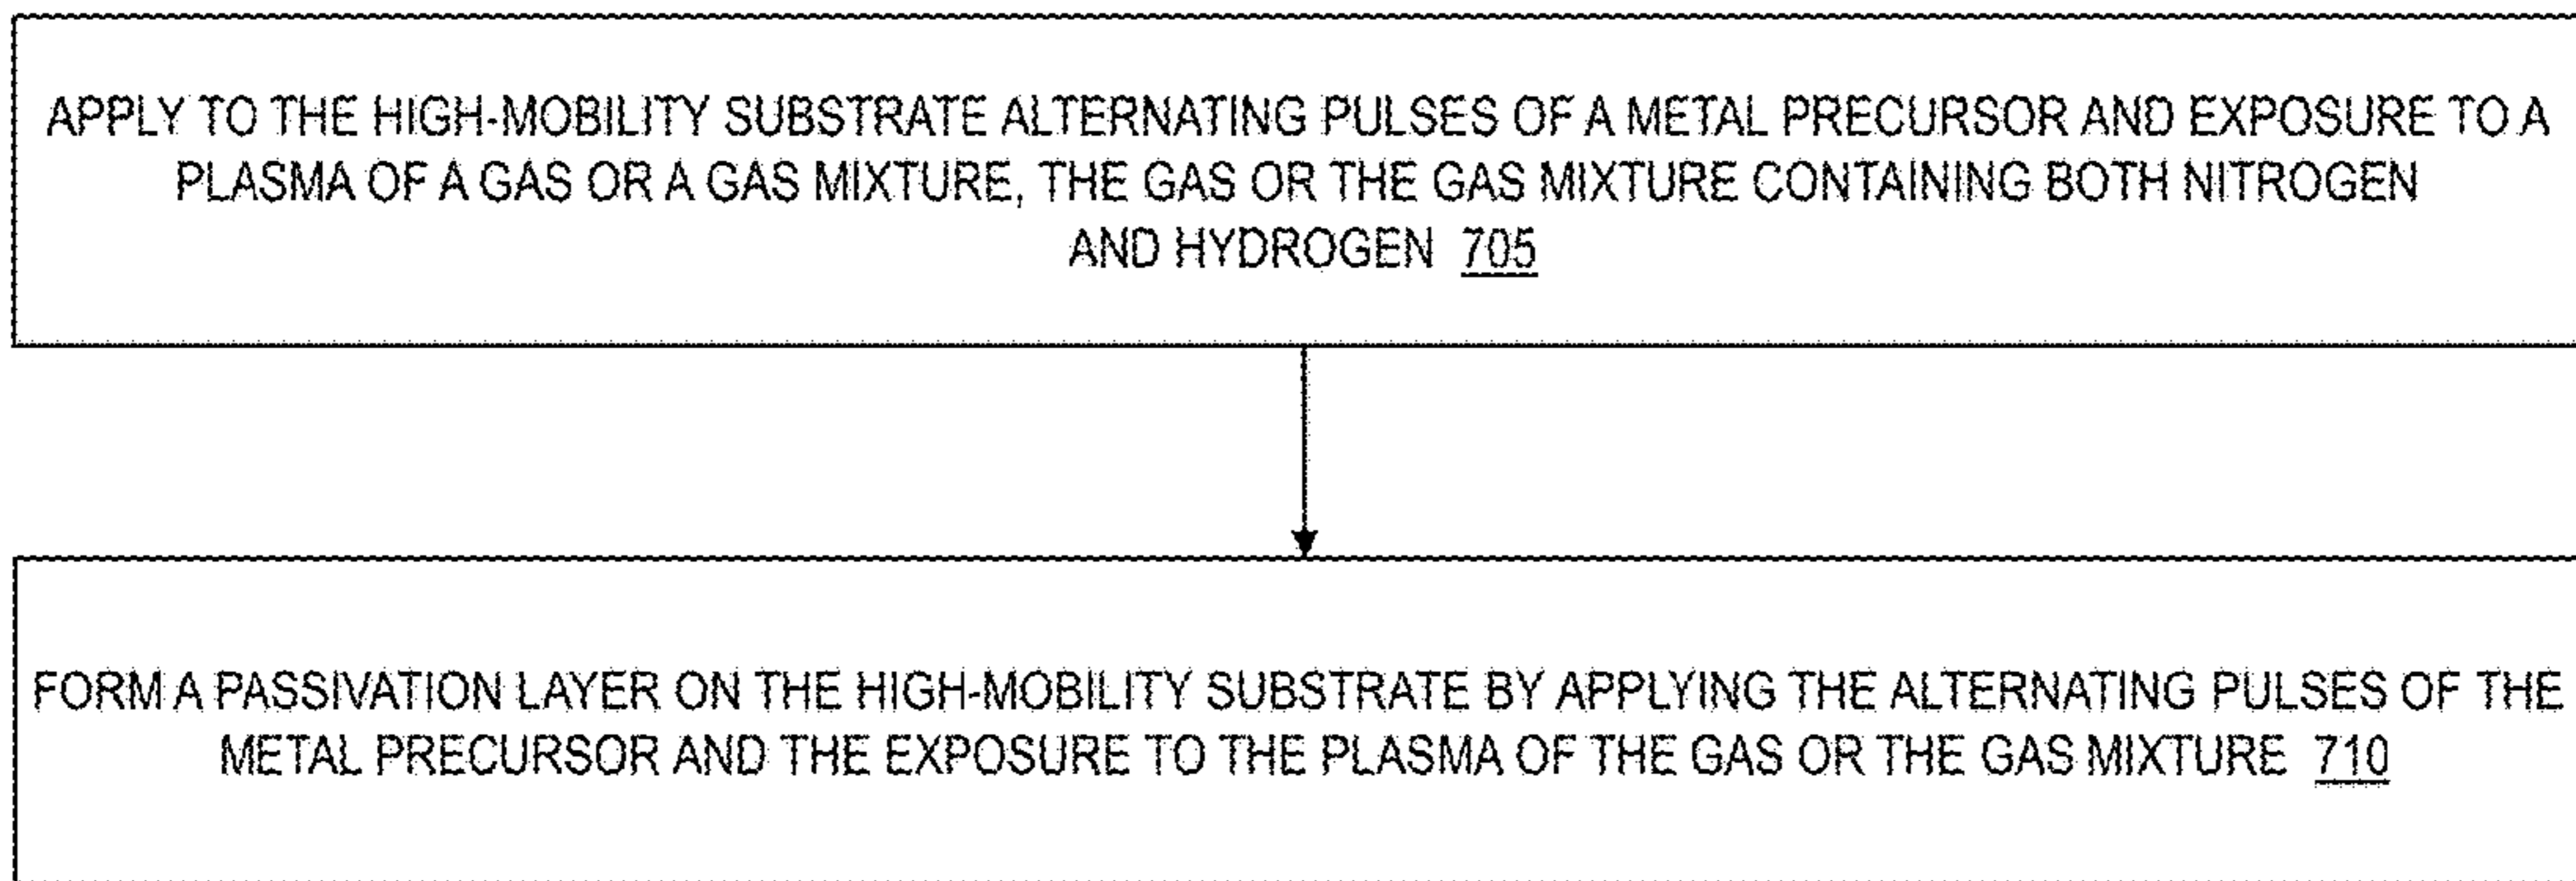 APPLY TO THE HIGH-MOBILITY SUBSTRATE ALTERNATING PULSES OF A METAL PRECURSOR AND EXPOSURE TO A
PLASMA OF A GAS OR A GAS MIXTURE, THE GAS OR THE GAS MIXTURE CONTAINING BOTH NITROGEN
AND HYDROGEN 705
FORM A PASSIVATION LAYER ON THE HIGH-MOBILITY SUBSTRATE BY APPLYING THE ALTERNATING PULSES OF THE
METAL PRECURSOR AND THE EXPOSURE TO THE PLASMA OF THE GAS OR THE GAS MIXTURE 710